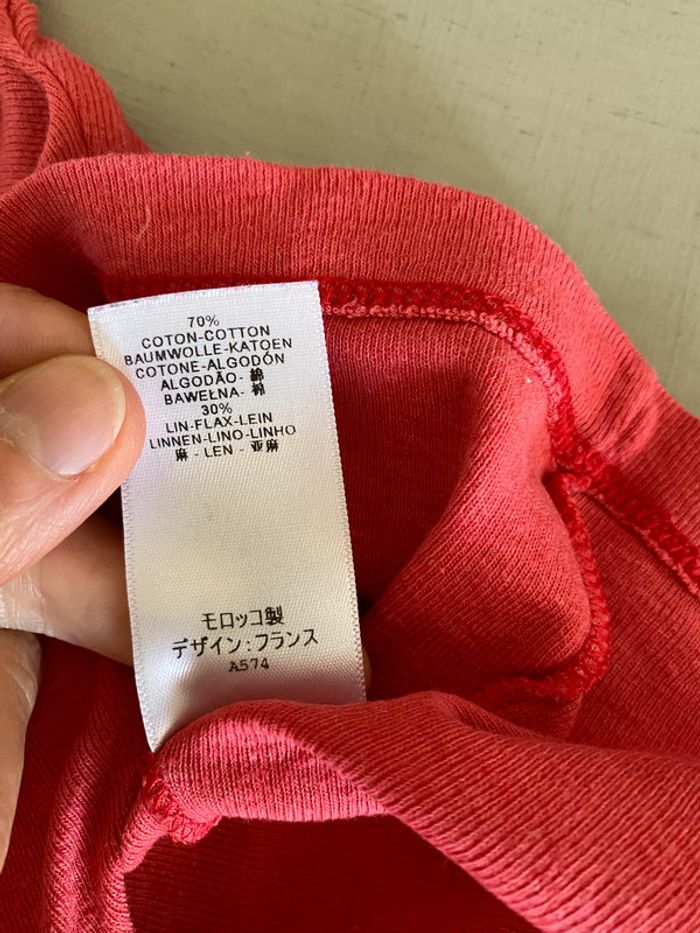 70%
COTON-COTTON
BAUMWOLLE-KATOEN
COTONE-ALGODÓN
ALGODÃO- 綿
BAWEŁNA- 棉
30%
LIN-FLAX-LEIN
LINNEN-LINO-LINHO
麻 - LEN - 亚麻
モロッコ製
デザイン:フランス
A574